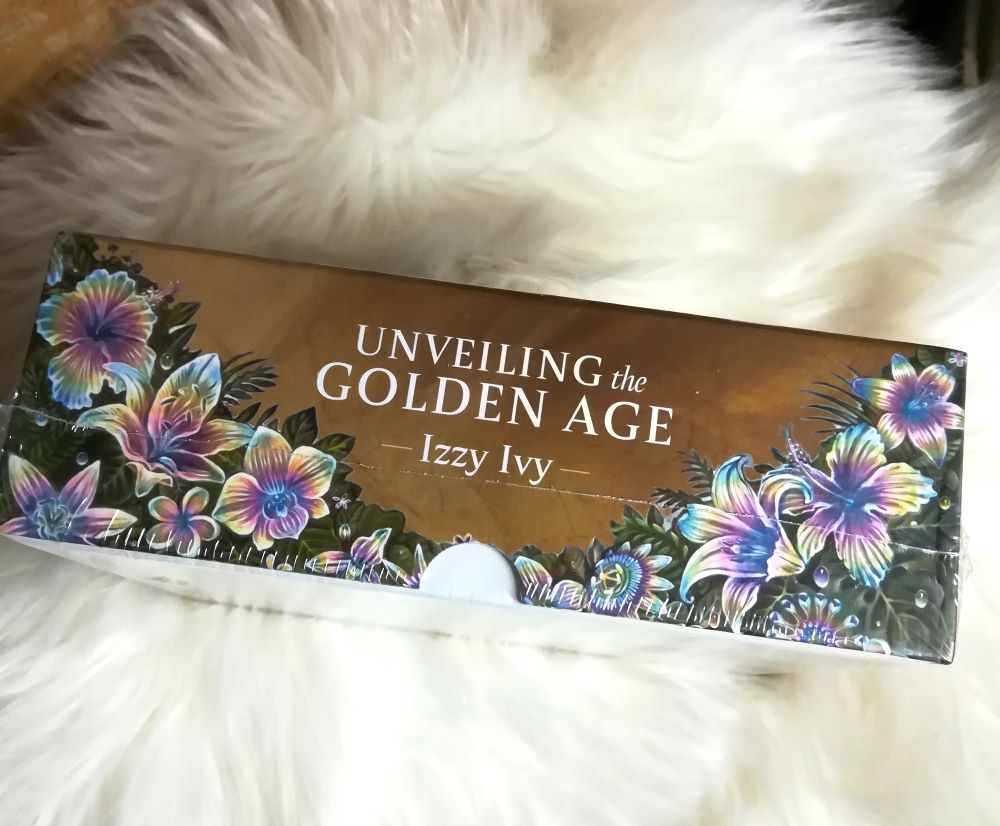 UNVEILING the
GOLDEN AGE
Izzy Ivy